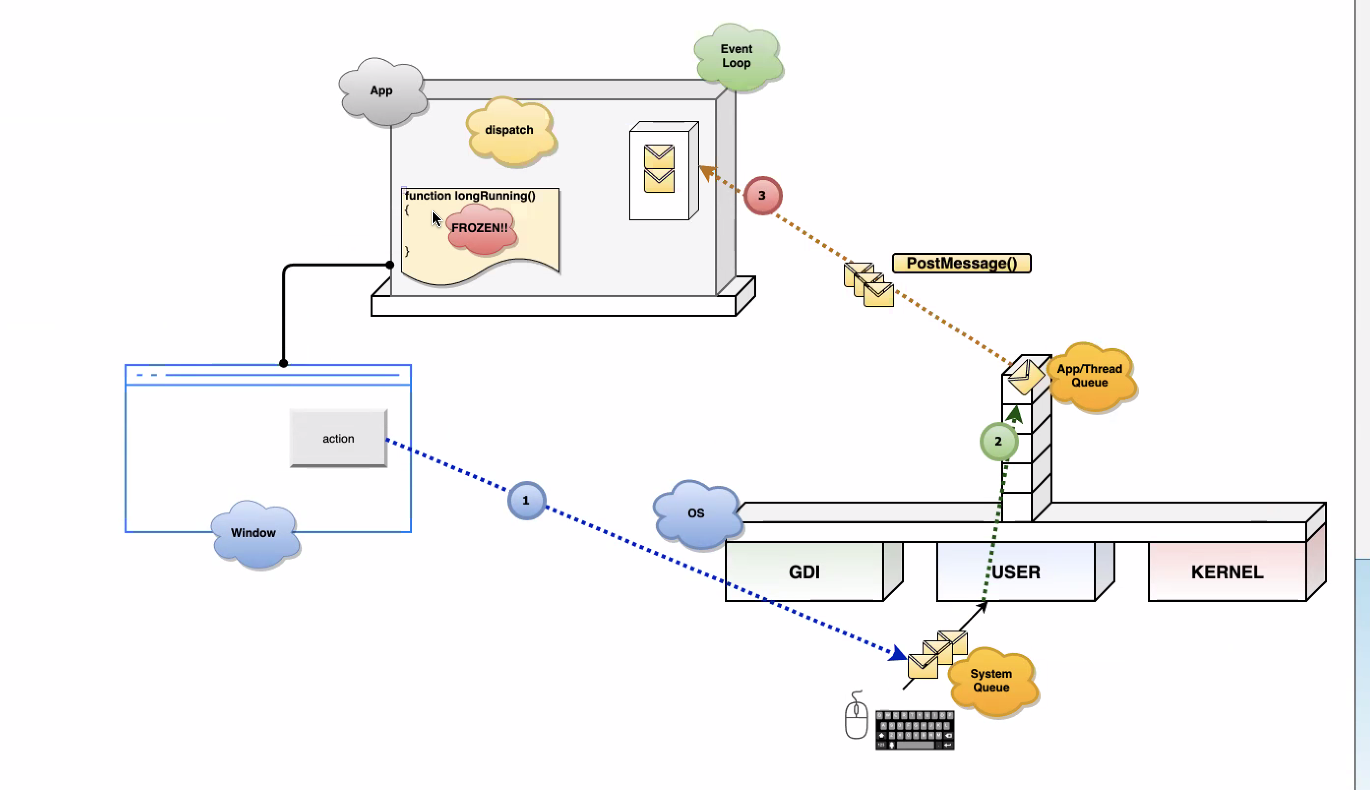 Event
Loop
App
dispatch
function longRunning()
{
FROZEN!!
}
3
PostMessage()
App/Thread
Queue
action
2
1
OS
Window
GDI
USER
KERNEL
System
Queue